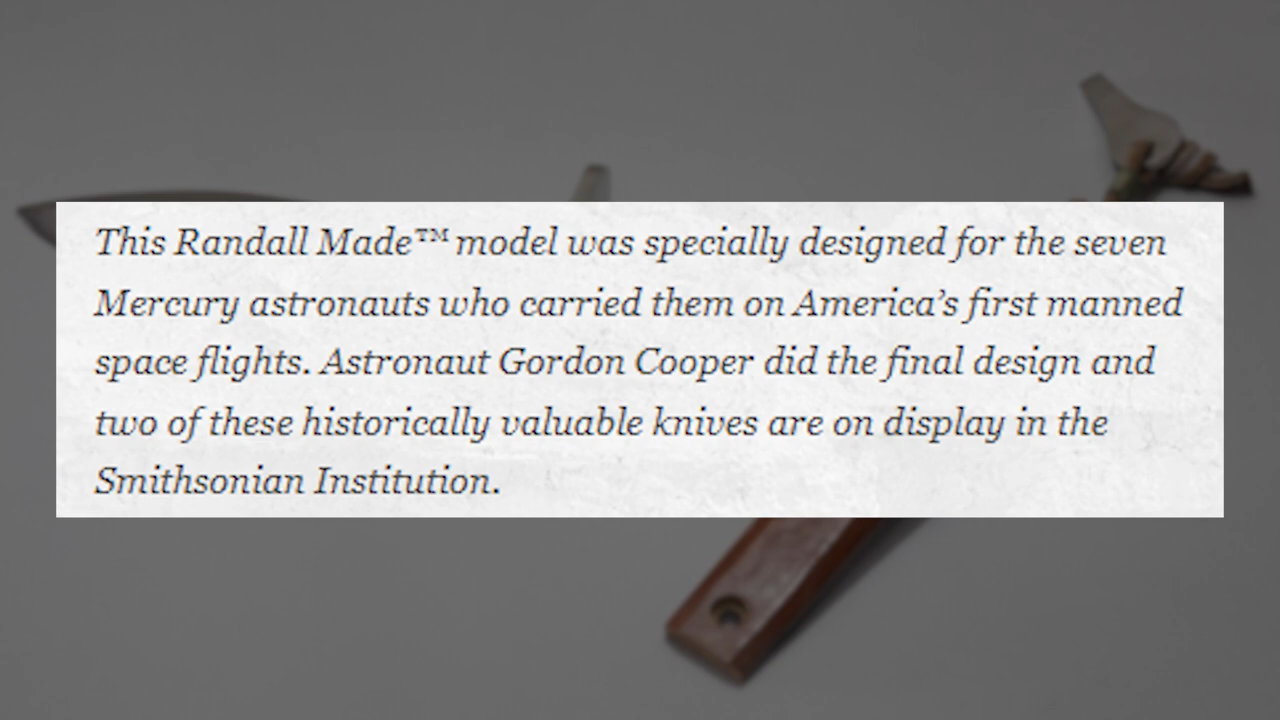 This Randall Made™ model was specially designed for the seven
Mercury astronauts who carried them on America’s first manned
space flights. Astronaut Gordon Cooper did the final design and
two of these historically valuable knives are on display in the
Smithsonian Institution.